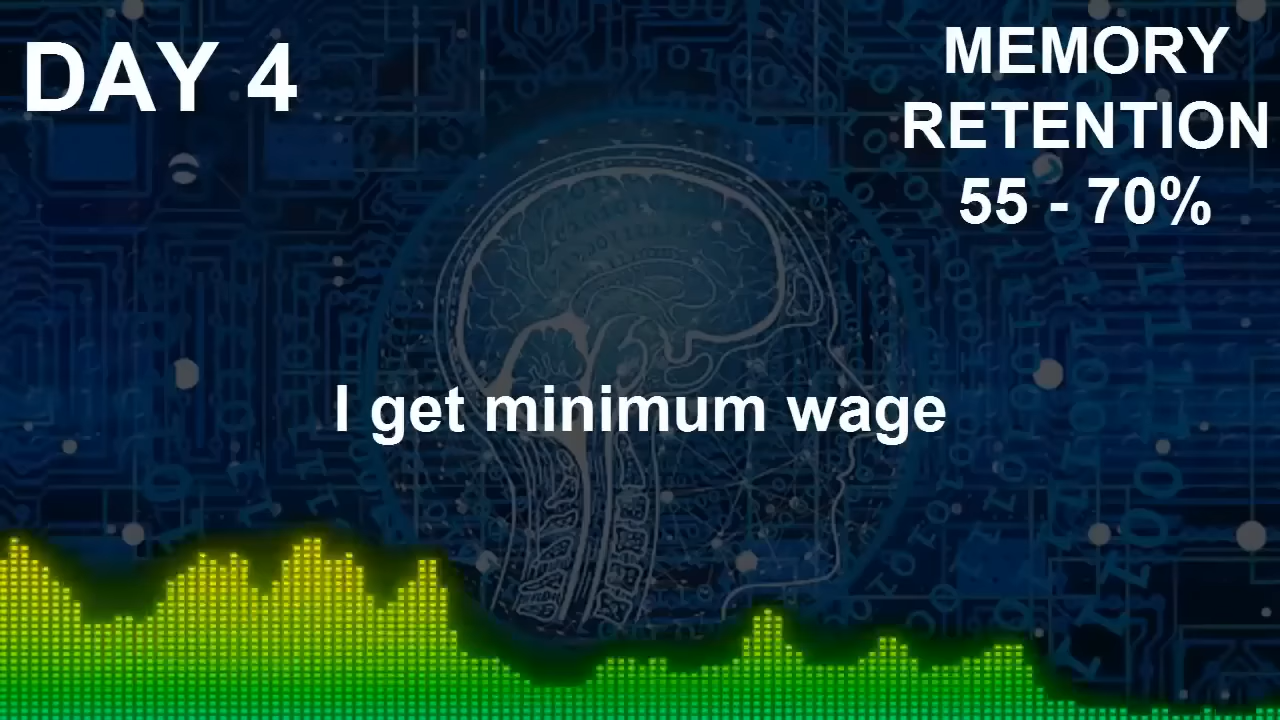 DAY 4
MEMORY
RETENTION
55 - 70%
I get minimum wage